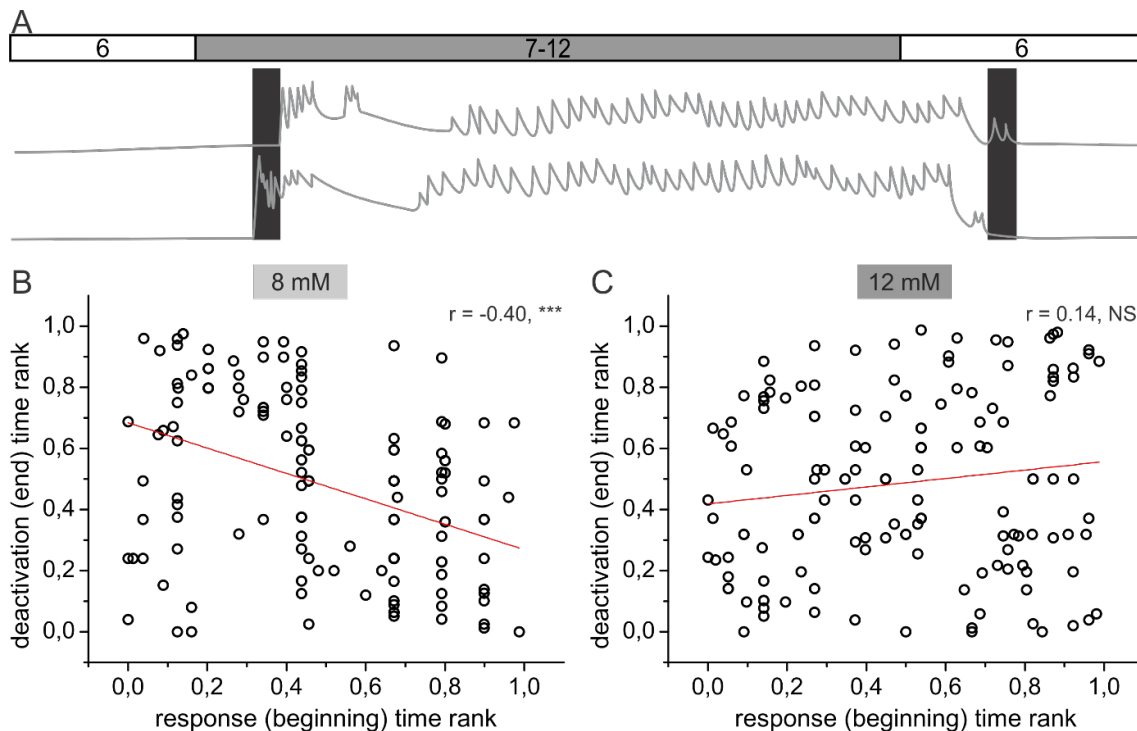 A
6 7-12 6
B 8 mM
r = -0.40, ***
deactivation (end) time rank
1,0
0,8
0,6
0,4
0,2
0,0
0,0 0,2 0,4 0,6 0,8 1,0
response (beginning) time rank
C 12 mM
r = 0.14, NS
deactivation (end) time rank
1,0
0,8
0,6
0,4
0,2
0,0
0,0 0,2 0,4 0,6 0,8 1,0
response (beginning) time rank